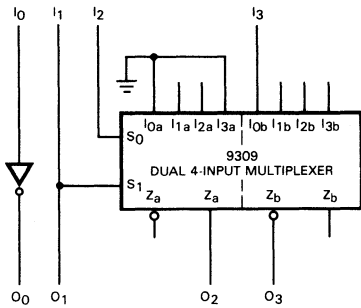 I0 I1 I2 I3
I0a I1a I2a I3a I0b I1b I2b I3b
S0
9309
DUAL 4-INPUT MULTIPLEXER
S1
Za Za Zb Zb
O0 O1 O2 O3